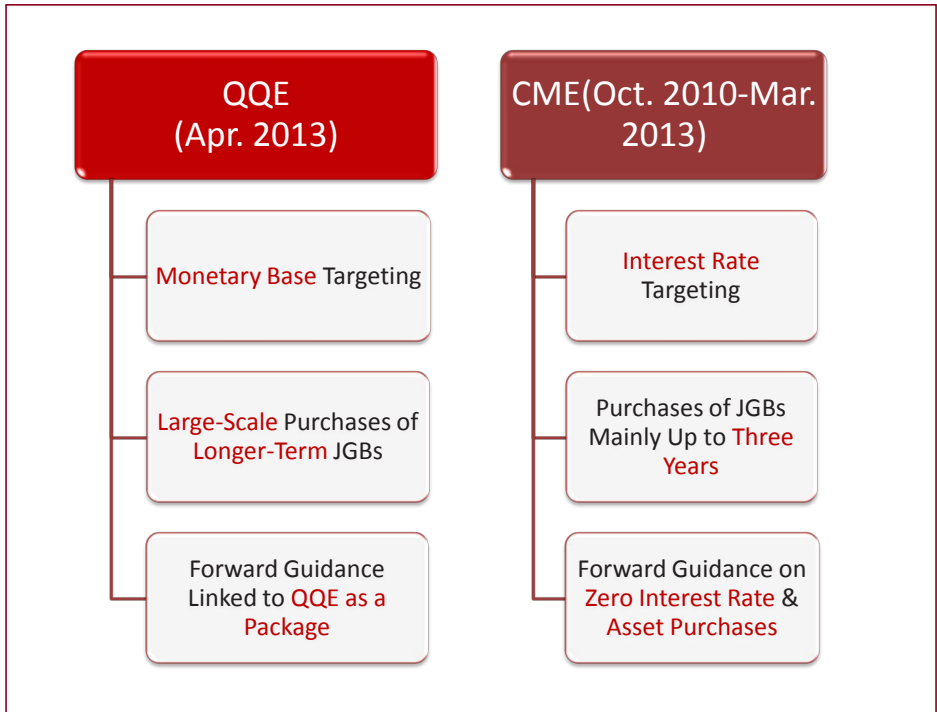 QQE
(Apr. 2013)
Monetary Base Targeting
Large-Scale Purchases of
Longer-Term JGBs
Forward Guidance
Linked to QQE as a
Package
CME(Oct. 2010-Mar.
2013)
Interest Rate
Targeting
Purchases of JGBs
Mainly Up to Three
Years
Forward Guidance on
Zero Interest Rate &
Asset Purchases